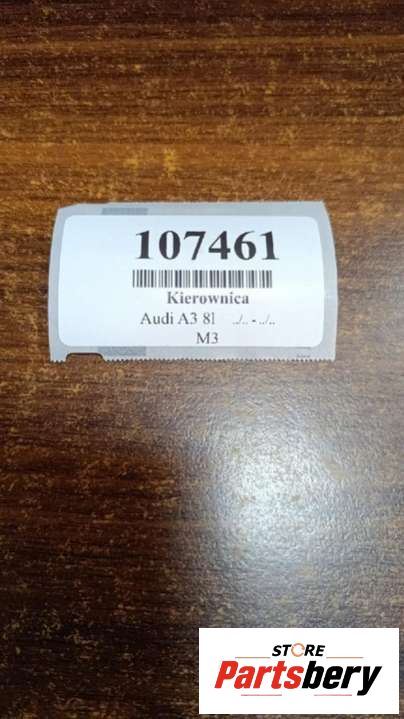 107461
Kierownica
Audi A3 8l ../.. - ../..
M3
STORE
Partsbery